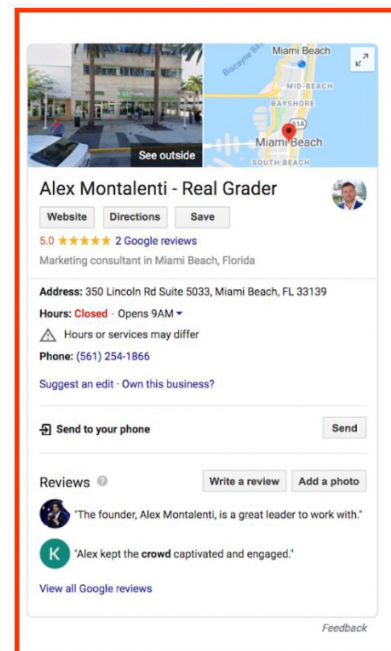 Biscayne Bay
Miami Beach
MID-BEACH
BAYSHORE
A1A
Miami Beach
SOUTH BEACH
See outside
Alex Montalenti - Real Grader
Website Directions Save
5.0 ★★★★★ 2 Google reviews
Marketing consultant in Miami Beach, Florida
Address: 350 Lincoln Rd Suite 5033, Miami Beach, FL 33139
Hours: Closed · Opens 9AM
Hours or services may differ
Phone: (561) 254-1866
Suggest an edit · Own this business?
Send to your phone Send
Reviews Write a review Add a photo
"The founder, Alex Montalenti, is a great leader to work with."
K "Alex kept the crowd captivated and engaged."
View all Google reviews
Feedback